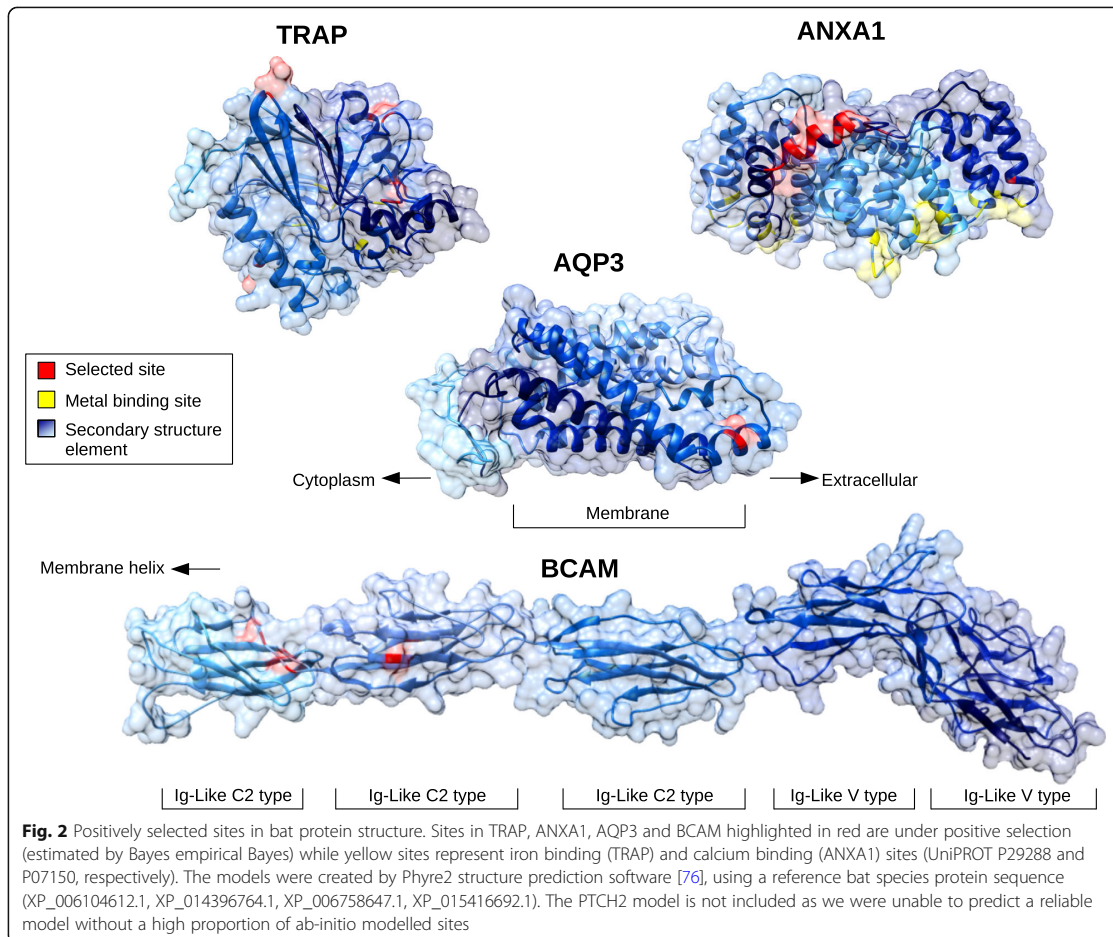 TRAP
ANXA1
AQP3
Selected site
Metal binding site
Secondary structure
element
Cytoplasm
Extracellular
Membrane
Membrane helix
BCAM
Ig-Like C2 type
Ig-Like C2 type
Ig-Like C2 type
Ig-Like V type
Ig-Like V type
Fig. 2 Positively selected sites in bat protein structure. Sites in TRAP, ANXA1, AQP3 and BCAM highlighted in red are under positive selection
(estimated by Bayes empirical Bayes) while yellow sites represent iron binding (TRAP) and calcium binding (ANXA1) sites (UniPROT P29288 and
P07150, respectively). The models were created by Phyre2 structure prediction software [76], using a reference bat species protein sequence
(XP_006104612.1, XP_014396764.1, XP_006758647.1, XP_015416692.1). The PTCH2 model is not included as we were unable to predict a reliable
model without a high proportion of ab-initio modelled sites